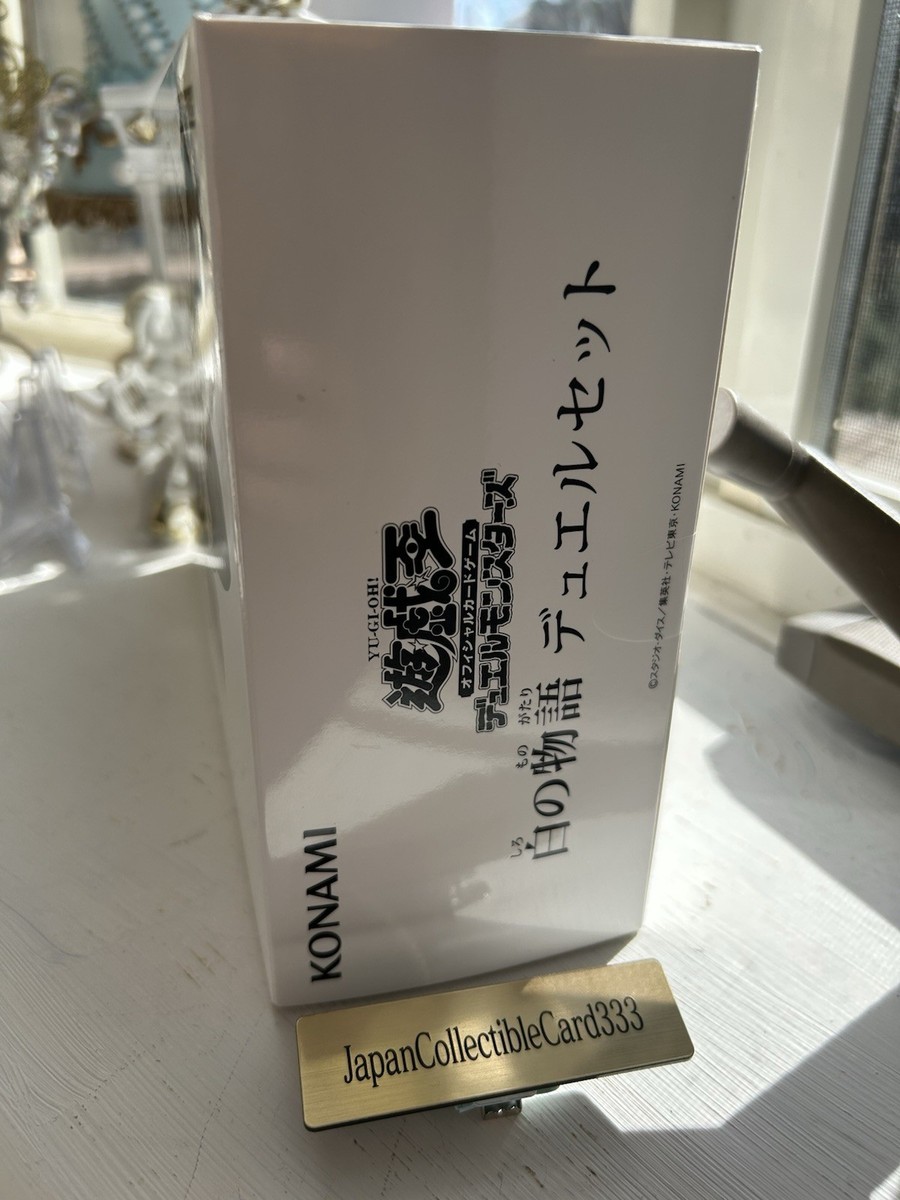 KONAMI
YU-GI-OH!
遊戯王
オフィシャルカードゲーム
デュエルモンスターズ
しろ もの がたり
白の物語 デュエルセット
©スタジオ・ダイス/集英社・テレビ東京・KONAMI
JapanCollectibleCard333